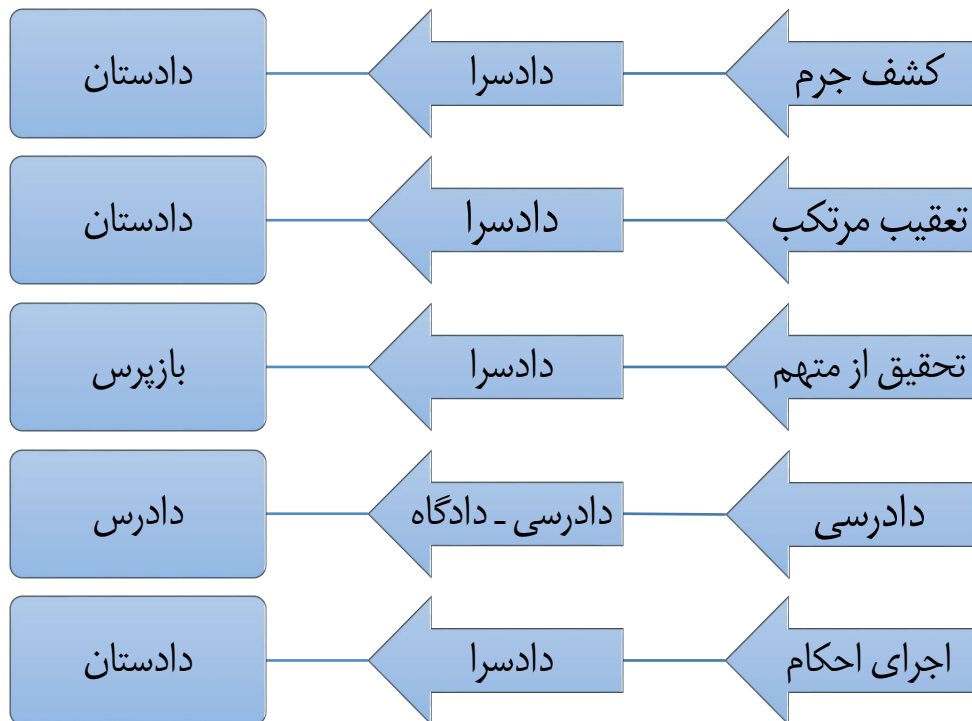 کشف جرم
دادسرا
دادستان
تعقیب مرتکب
دادسرا
دادستان
تحقیق از متهم
دادسرا
بازپرس
دادرسی
دادرسی ـ دادگاه
دادرس
اجرای احکام
دادسرا
دادستان